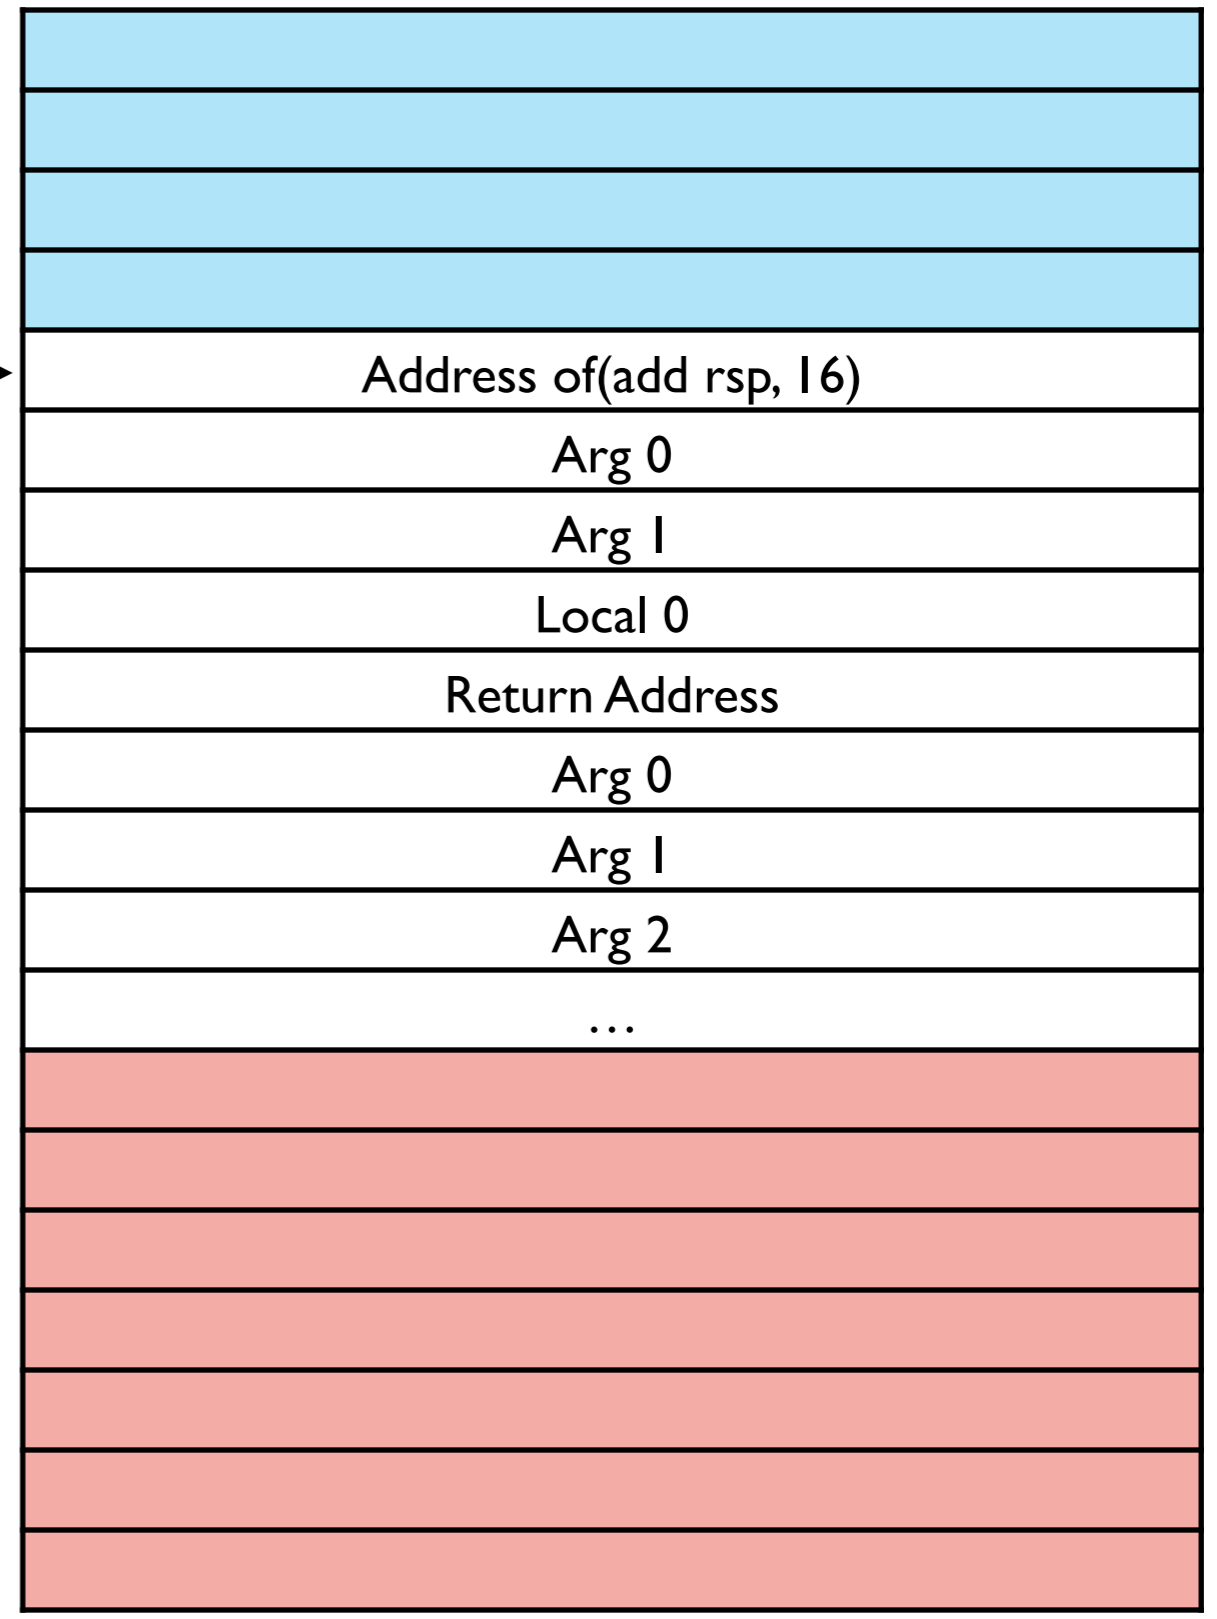 Address of(add rsp, 16)
Arg 0
Arg 1
Local 0
Return Address
Arg 0
Arg 1
Arg 2
…